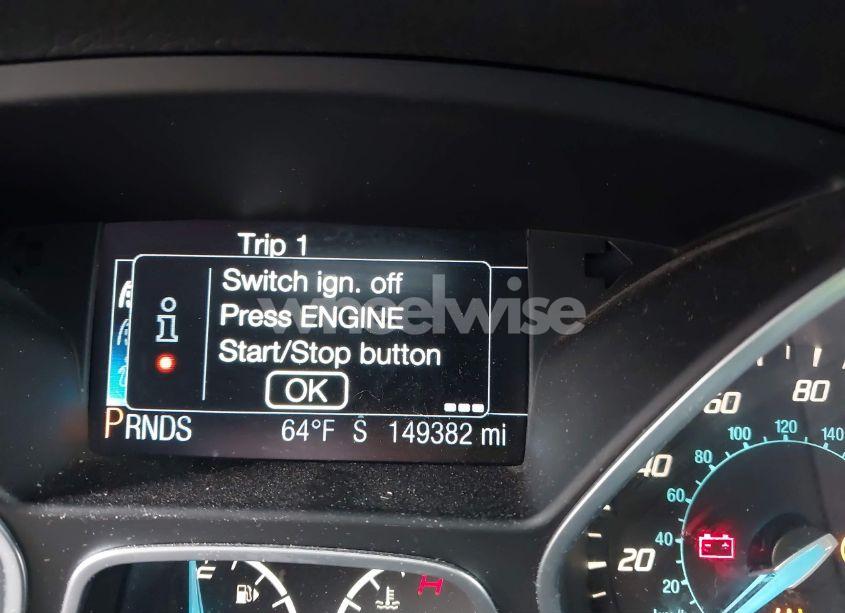 Trip 1
Switch ign. off
Press ENGINE
Start/Stop button
OK
PRNDS 64°F S 149382 mi
wheelwise
80
60
40
20
140
120
100
80
60
40
20
H